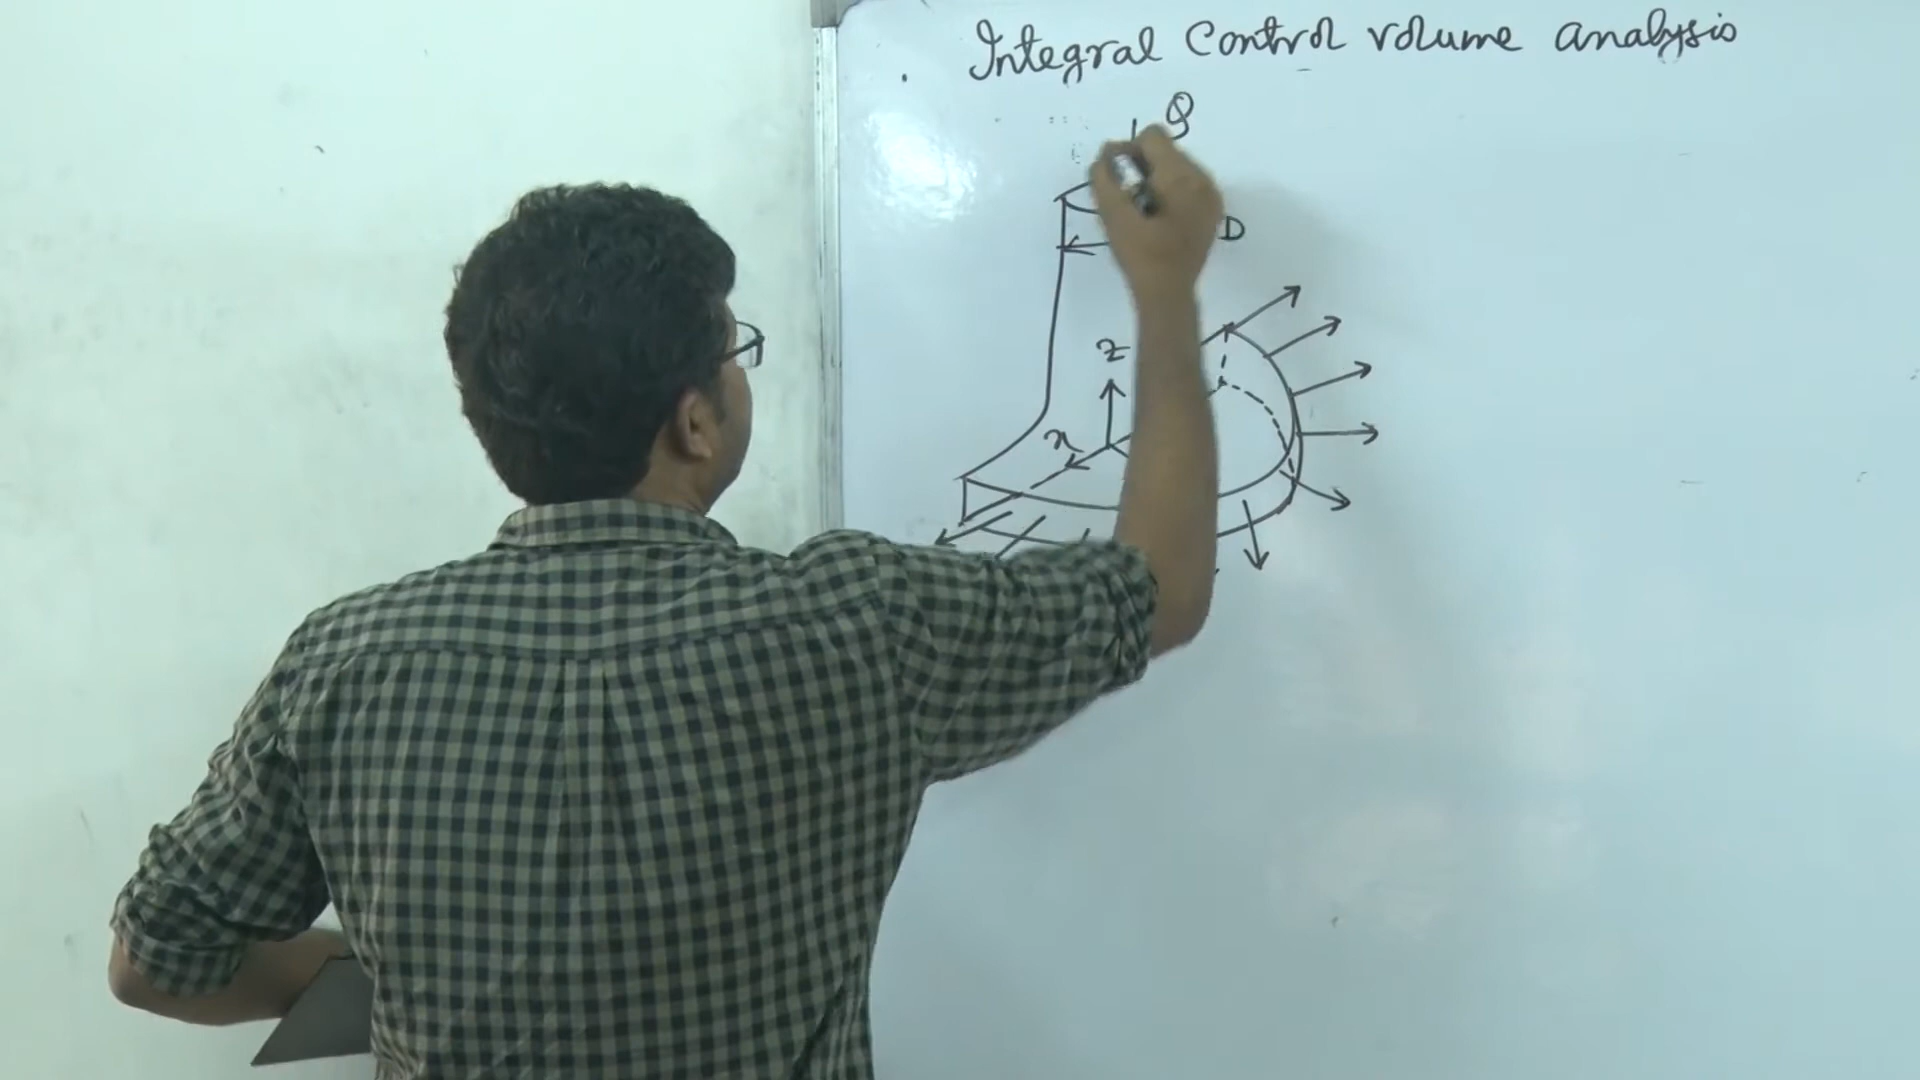 Integral Control volume analysis
Q
D
z
x